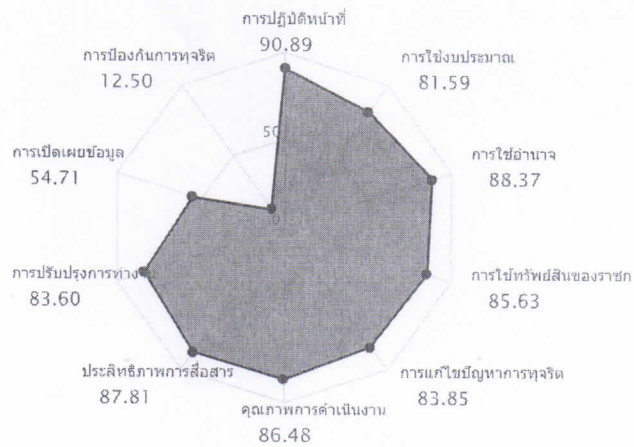 การปฏิบัติหน้าที่
90.89
การใช้งบประมาณ
81.59
การใช้อำนาจ
88.37
การใช้ทรัพย์สินของราชก
85.63
การแก้ไขปัญหาการทุจริต
83.85
คุณภาพการดำเนินงาน
86.48
ประสิทธิภาพการสื่อสาร
87.81
การปรับปรุงการทำง
83.60
การเปิดเผยข้อมูล
54.71
การป้องกันการทุจริต
12.50
50
0